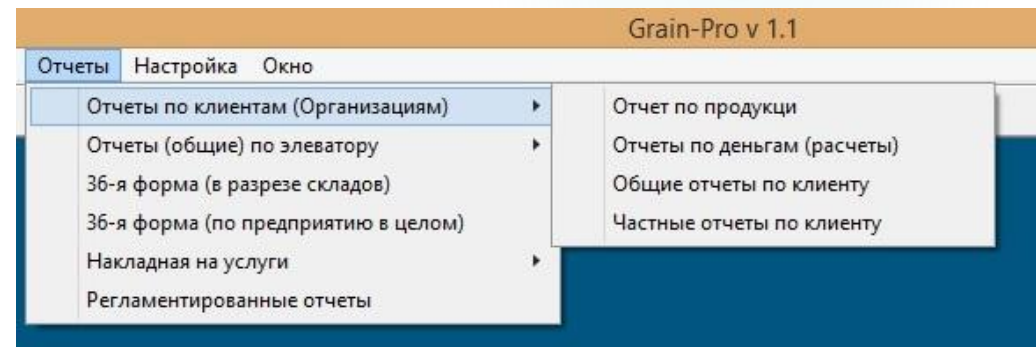 Grain-Pro v 1.1
Отчеты Настройка Окно
Отчеты по клиентам (Организациям)
Отчеты (общие) по элеватору
36-я форма (в разрезе складов)
36-я форма (по предприятию в целом)
Накладная на услуги
Регламентированные отчеты
Отчет по продукци
Отчеты по деньгам (расчеты)
Общие отчеты по клиенту
Частные отчеты по клиенту